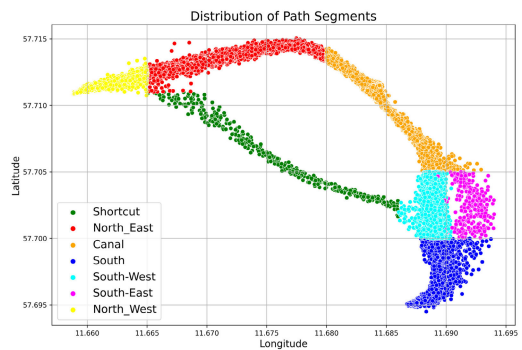 Distribution of Path Segments
57.715
57.710
57.705
57.700
57.695
Latitude
Shortcut
North_East
Canal
South
South-West
South-East
North_West
11.660
11.665
11.670
11.675
11.680
11.685
11.690
11.695
Longitude